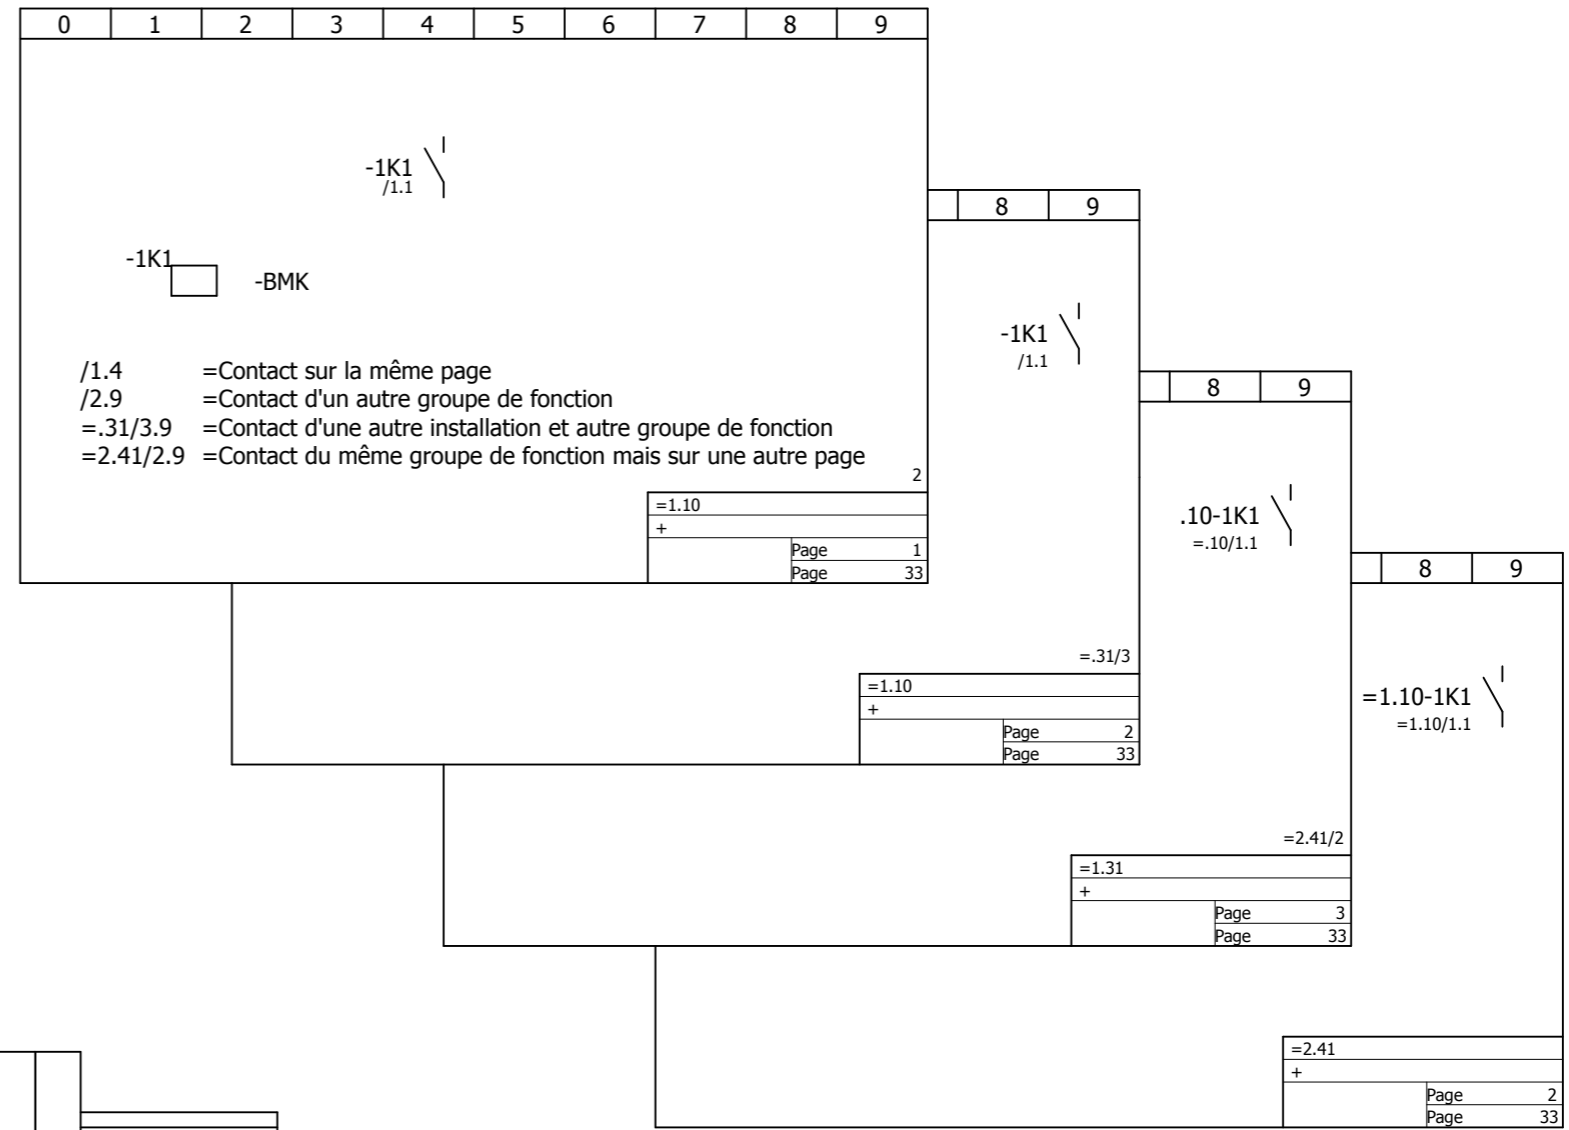 0 1 2 3 4 5 6 7 8 9
-1K1
/1.1
-1K1
-BMK
/1.4 =Contact sur la même page
/2.9 =Contact d'un autre groupe de fonction
=.31/3.9 =Contact d'une autre installation et autre groupe de fonction
=2.41/2.9 =Contact du même groupe de fonction mais sur une autre page
2
=1.10
+
Page 1
Page 33
8 9
-1K1
/1.1
=.31/3
=1.10
+
Page 2
Page 33
8 9
.10-1K1
=.10/1.1
=2.41/2
=1.31
+
Page 3
Page 33
8 9
=1.10-1K1
=1.10/1.1
=2.41
+
Page 2
Page 33